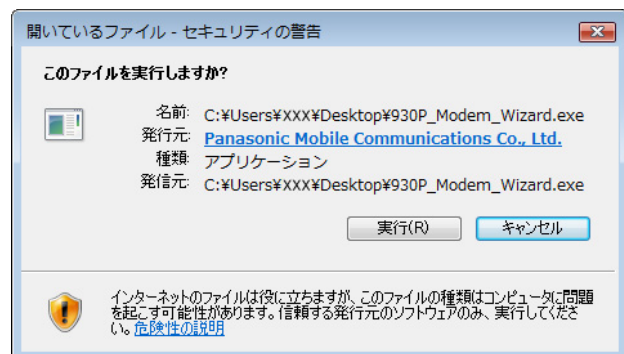 開いているファイル - セキュリティの警告
このファイルを実行しますか?
名前: C:¥Users¥XXX¥Desktop¥930P_Modem_Wizard.exe
発行元: Panasonic Mobile Communications Co., Ltd.
種類: アプリケーション
発信元: C:¥Users¥XXX¥Desktop¥930P_Modem_Wizard.exe
実行(R) キャンセル
インターネットのファイルは役に立ちますが、このファイルの種類はコンピュータに問題
を起こす可能性があります。信頼する発行元のソフトウェアのみ、実行してくださ
い。危険性の説明